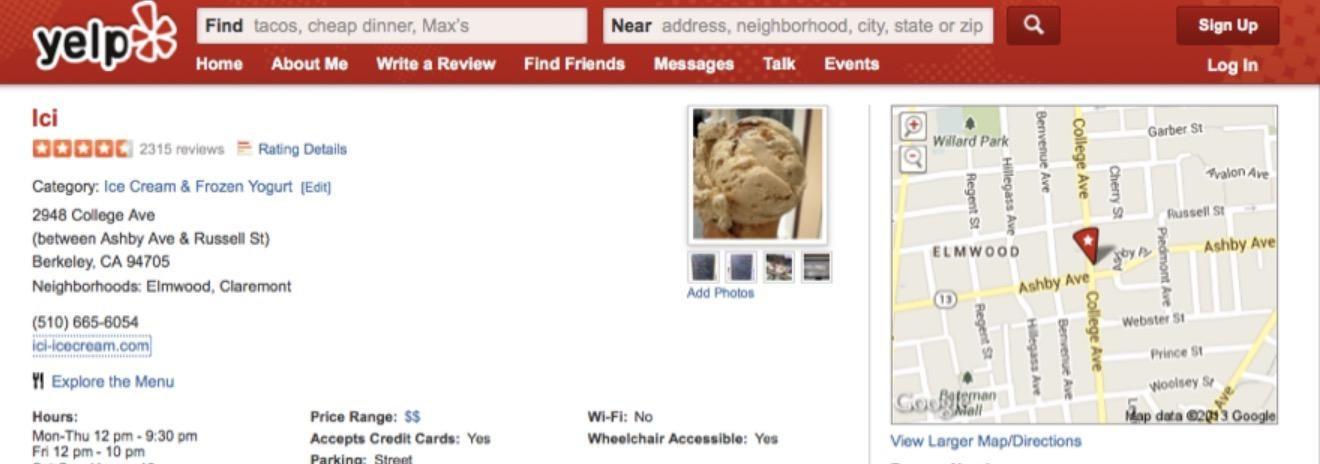 yelp
Find tacos, cheap dinner, Max's
Near address, neighborhood, city, state or zip
Sign Up
Home About Me Write a Review Find Friends Messages Talk Events Log In
Ici
2315 reviews Rating Details
Category: Ice Cream & Frozen Yogurt [Edit]
2948 College Ave
(between Ashby Ave & Russell St)
Berkeley, CA 94705
Neighborhoods: Elmwood, Claremont
(510) 665-6054
ici-icecream.com
Explore the Menu
Hours:
Mon-Thu 12 pm - 9:30 pm
Fri 12 pm - 10 pm
Price Range: $$
Accepts Credit Cards: Yes
Parking: Street
Wi-Fi: No
Wheelchair Accessible: Yes
Add Photos
Willard Park
Benvenue Ave
College Ave
Garber St
Avalon Ave
Hillegass Ave
Regent St
Cherry St
Russell St
ELMWOOD
Piedmont Ave
Ashby Ave
Ashby Ave
13
College Ave
Webster St
Regent St
Hillegass Ave
Benvenue Ave
Prince St
Woolsey St
Bateman
Mall
Ave
Google
Map data ©2013 Google
View Larger Map/Directions